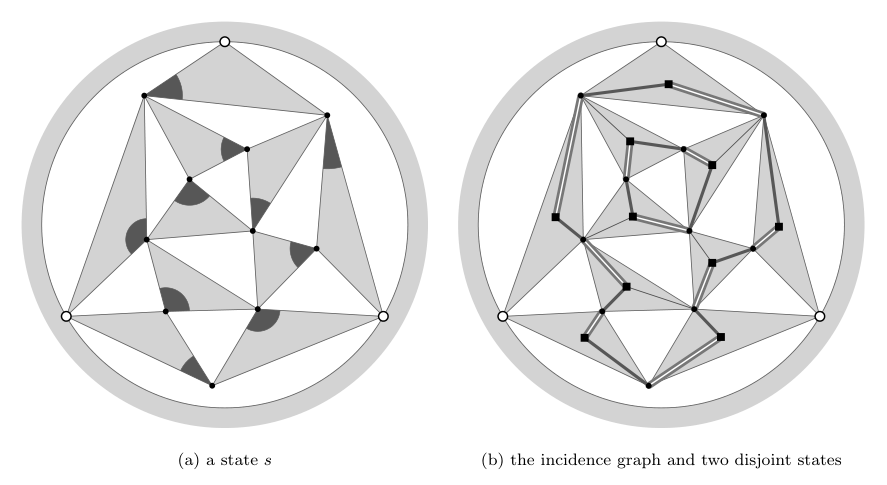 (a) a state s
(b) the incidence graph and two disjoint states